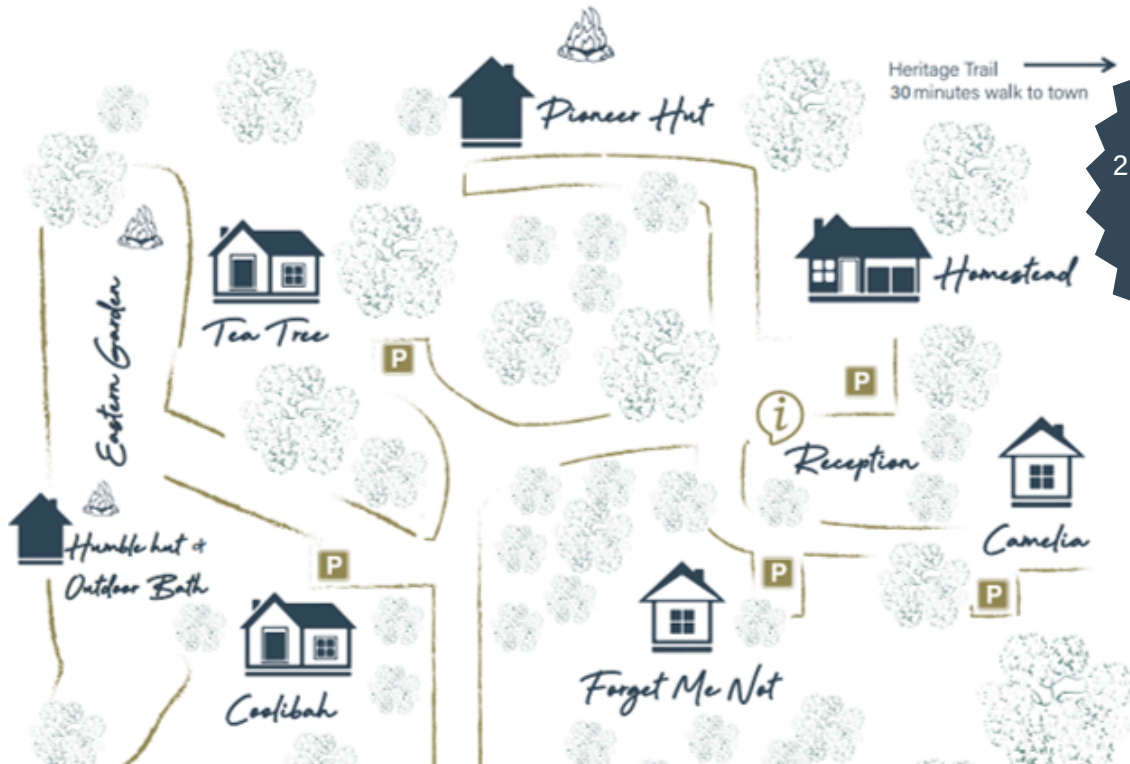 Pioneer Hut
Heritage Trail
30 minutes walk to town
2
Homestead
Tea Tree
Eastern Garden
P
P
i
Reception
Camelia
Humble hut &
Outdoor Bath
P
P
P
Coolibah
Forget Me Not